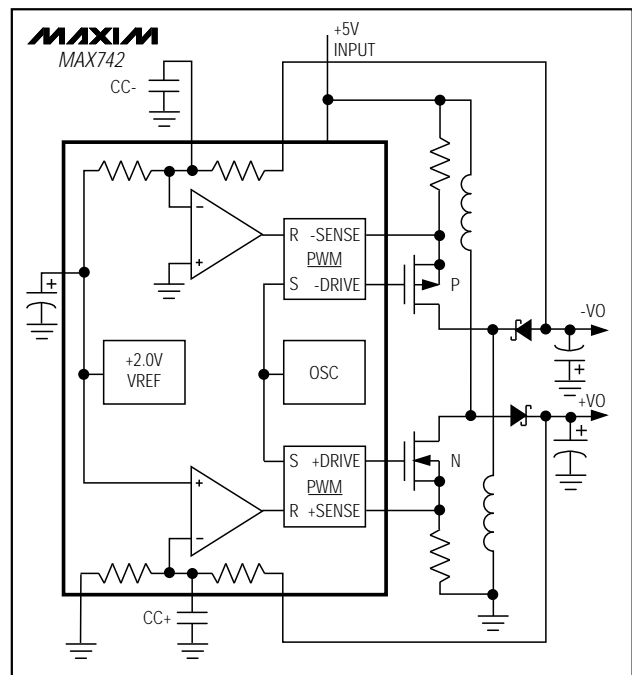 MAXIM
MAX742
+5V
INPUT
CC-
R -SENSE
PWM
S -DRIVE
P
-VO
+2.0V
VREF
OSC
+VO
S +DRIVE
PWM
R +SENSE
N
CC+